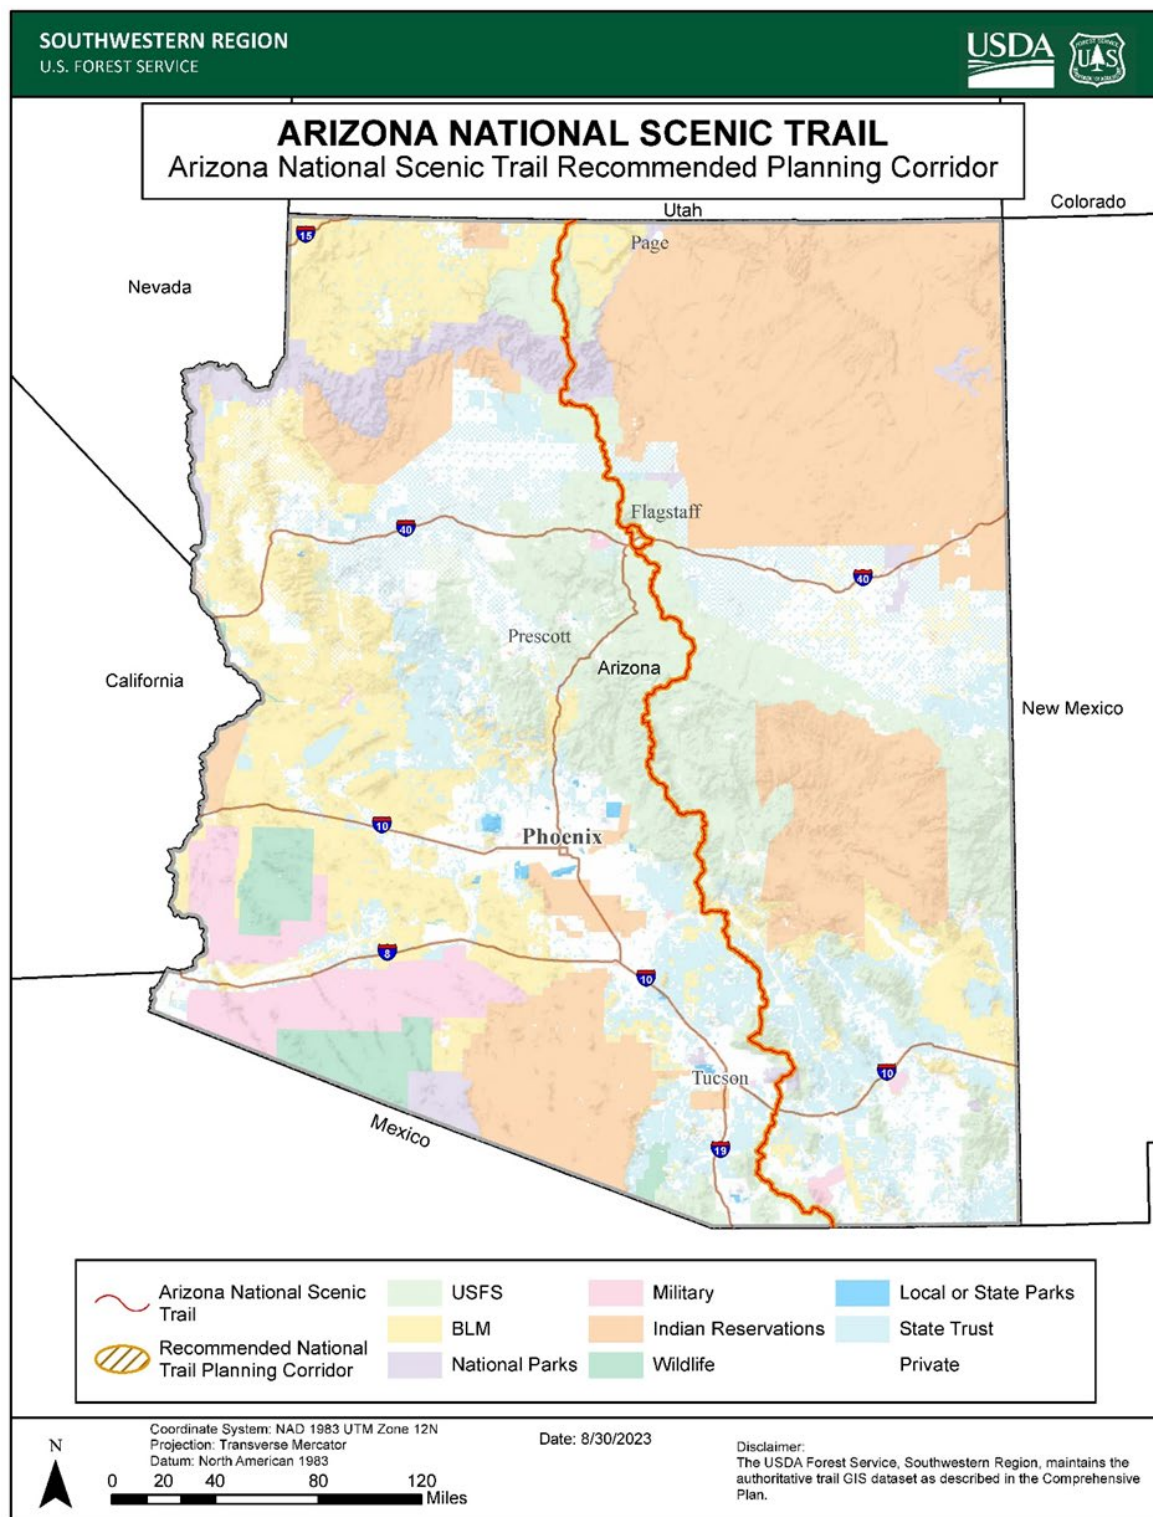 SOUTHWESTERN REGION
U.S. FOREST SERVICE
USDA
FOREST SERVICE
U S
DEPARTMENT OF AGRICULTURE
ARIZONA NATIONAL SCENIC TRAIL
Arizona National Scenic Trail Recommended Planning Corridor
Utah
Colorado
15
Page
Nevada
Flagstaff
40
40
Prescott
Arizona
California
New Mexico
10
Phoenix
8
10
Tucson
10
Mexico
19
Arizona National Scenic
Trail
Recommended National
Trail Planning Corridor
USFS
BLM
National Parks
Military
Indian Reservations
Wildlife
Local or State Parks
State Trust
Private
N
Coordinate System: NAD 1983 UTM Zone 12N
Projection: Transverse Mercator
Datum: North American 1983
0 20 40 80 120
Miles
Date: 8/30/2023
Disclaimer:
The USDA Forest Service, Southwestern Region, maintains the
authoritative trail GIS dataset as described in the Comprehensive
Plan.